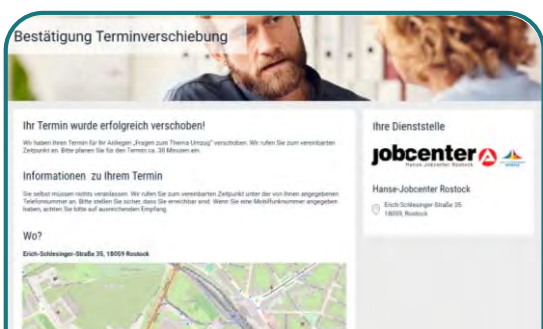 Bestätigung Terminverschiebung
Ihr Termin wurde erfolgreich verschoben!
Wir haben Ihren Termin für Ihr Anliegen „Fragen zum Thema Umzug" verschoben. Wir rufen Sie zum vereinbarten
Zeitpunkt an. Bitte planen Sie für den Termin ca. 30 Minuten ein.
Informationen zu Ihrem Termin
Sie selbst müssen nichts veranlassen. Wir rufen Sie zum vereinbarten Zeitpunkt unter der von Ihnen angegebenen
Telefonnummer an. Bitte stellen Sie sicher, dass Sie erreichbar sind. Wenn Sie eine Mobilfunknummer angegeben
haben, achten Sie bitte auf ausreichenden Empfang.
Wo?
Erich-Schlesinger-Straße 35, 18059 Rostock
Ihre Dienststelle
jobcenter
Hanse-Jobcenter Rostock
Hanse-Jobcenter Rostock
Erich-Schlesinger-Straße 35
18059, Rostock